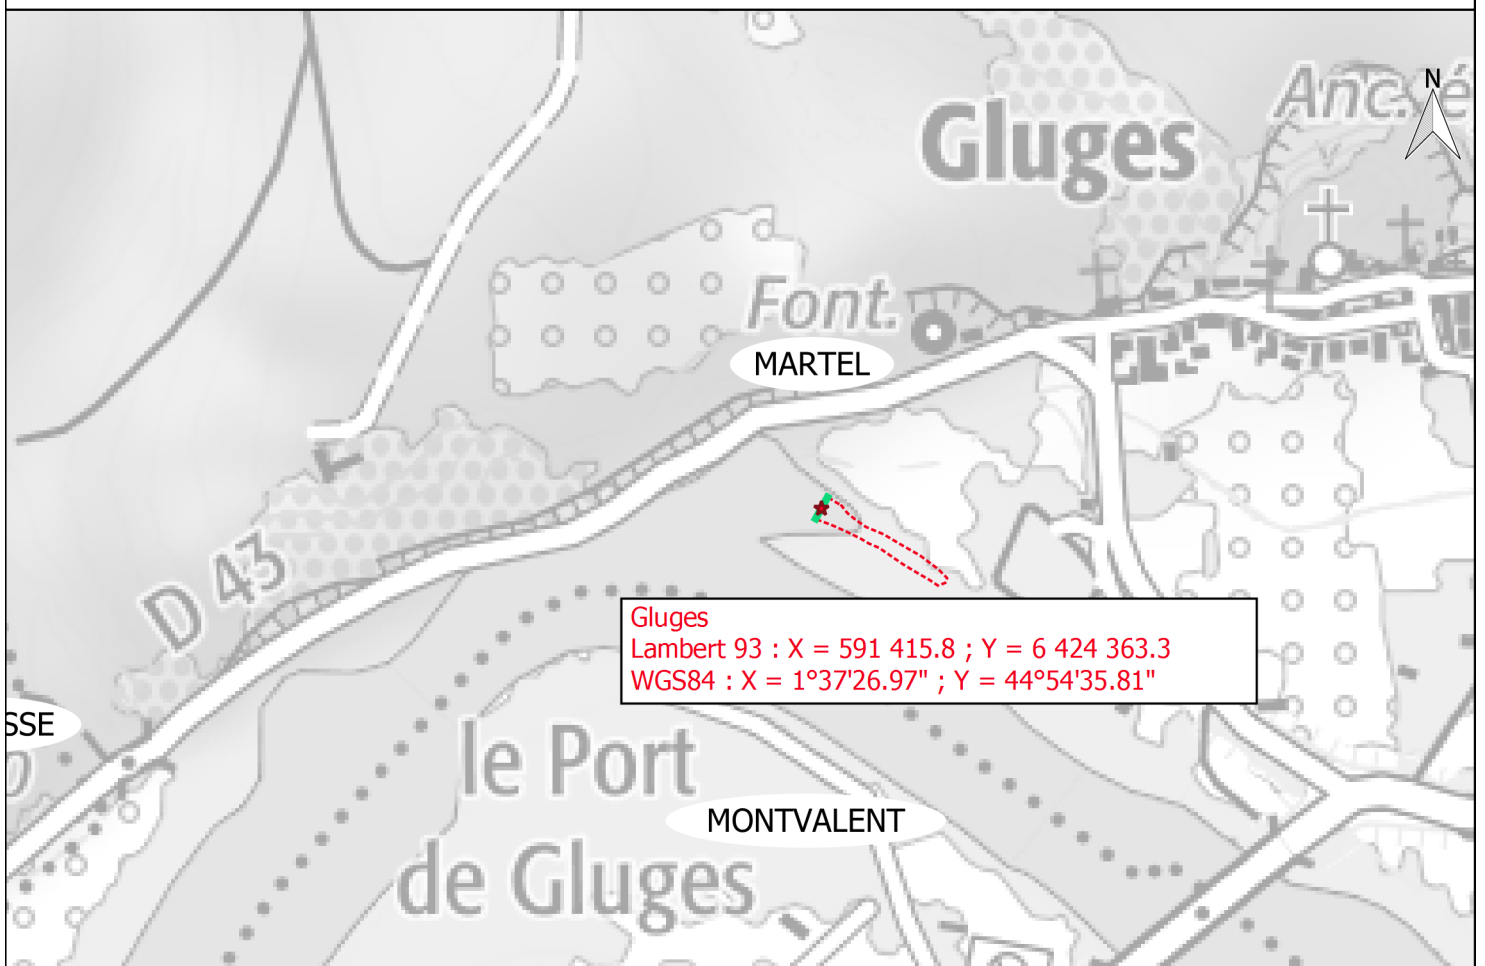 N
Gluges
Font.
MARTEL
D 43
Gluges
Lambert 93 : X = 591 415.8 ; Y = 6 424 363.3
WGS84 : X = 1°37'26.97" ; Y = 44°54'35.81"
SSE
le Port
de Gluges
MONTVALENT